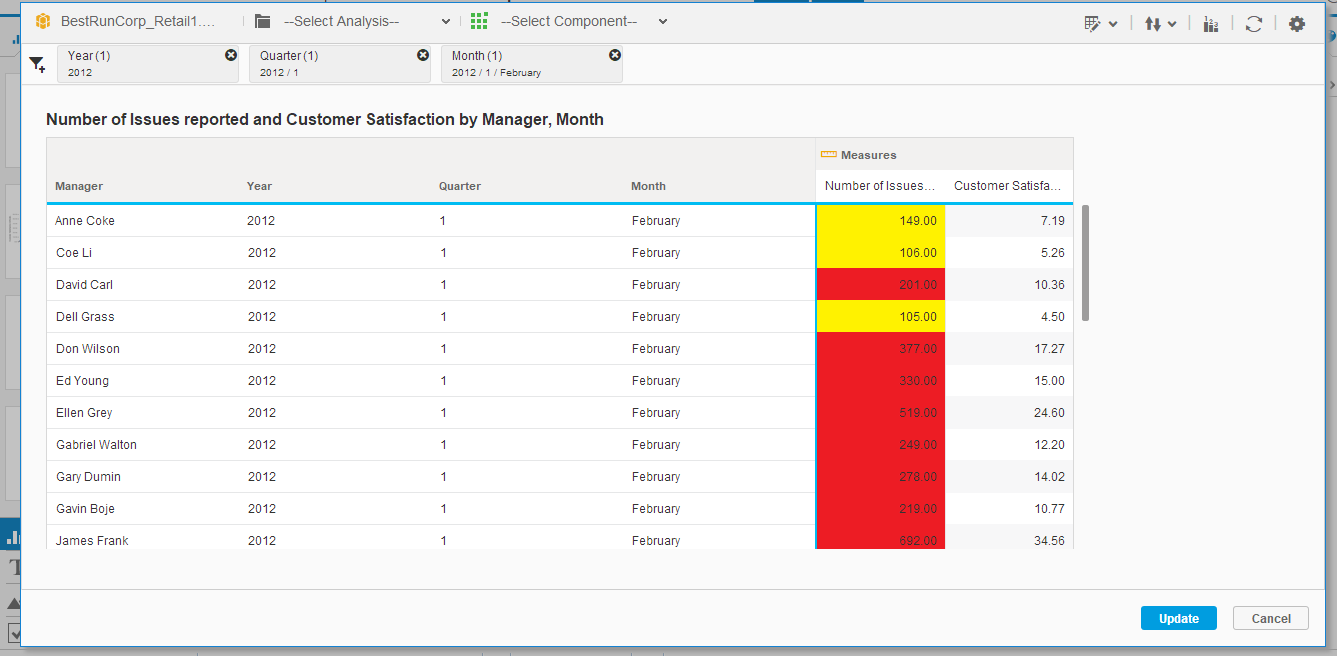 BestRunCorp_Retail1.... --Select Analysis-- --Select Component--
Year (1) Quarter (1) Month (1)
2012 2012 / 1 2012 / 1 / February
Number of Issues reported and Customer Satisfaction by Manager, Month
Measures
Manager Year Quarter Month Number of Issues... Customer Satisfa...
Anne Coke 2012 1 February 149.00 7.19
Coe Li 2012 1 February 106.00 5.26
David Carl 2012 1 February 201.00 10.36
Dell Grass 2012 1 February 105.00 4.50
Don Wilson 2012 1 February 377.00 17.27
Ed Young 2012 1 February 330.00 15.00
Ellen Grey 2012 1 February 519.00 24.60
Gabriel Walton 2012 1 February 249.00 12.20
Gary Dumin 2012 1 February 278.00 14.02
Gavin Boje 2012 1 February 219.00 10.77
James Frank 2012 1 February 692.00 34.56
Update Cancel